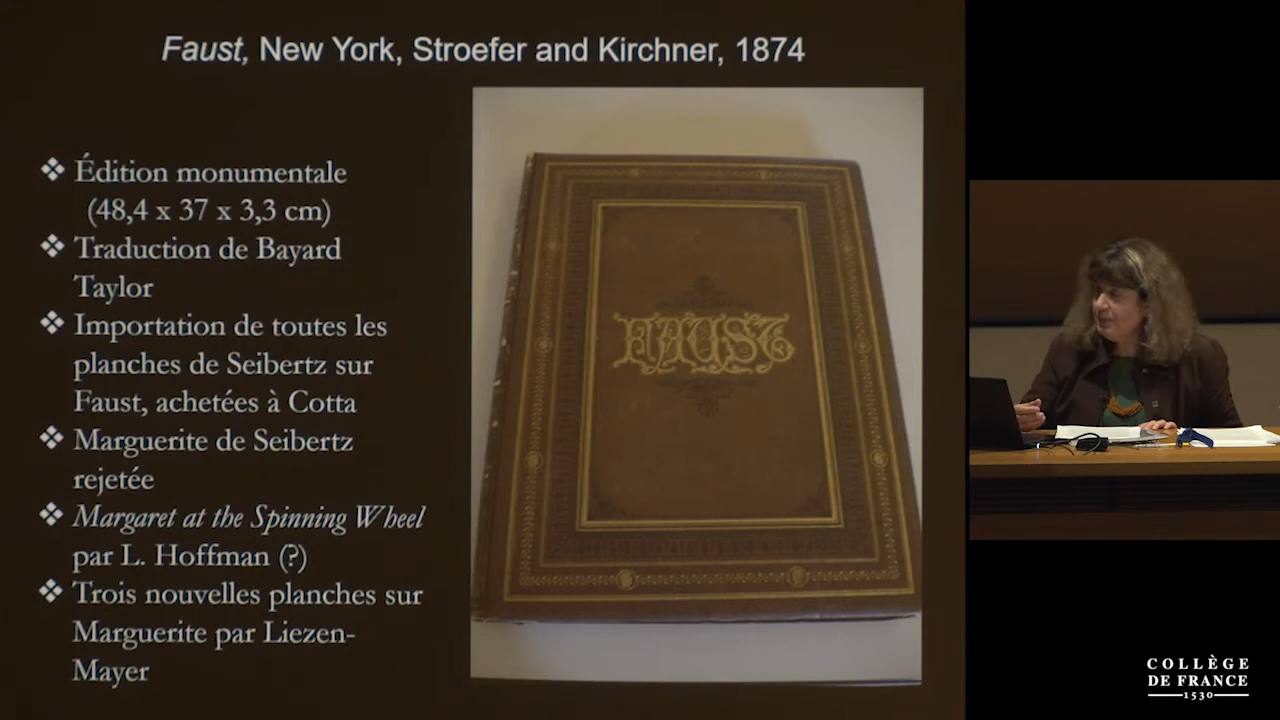 Faust, New York, Stroefer and Kirchner, 1874
❖ Édition monumentale
(48,4 x 37 x 3,3 cm)
❖ Traduction de Bayard
Taylor
❖ Importation de toutes les
planches de Seibertz sur
Faust, achetées à Cotta
❖ Marguerite de Seibertz
rejetée
❖ Margaret at the Spinning Wheel
par L. Hoffman (?)
❖ Trois nouvelles planches sur
Marguerite par Liezen-
Mayer
FAUST
COLLÈGE
DE FRANCE
1530